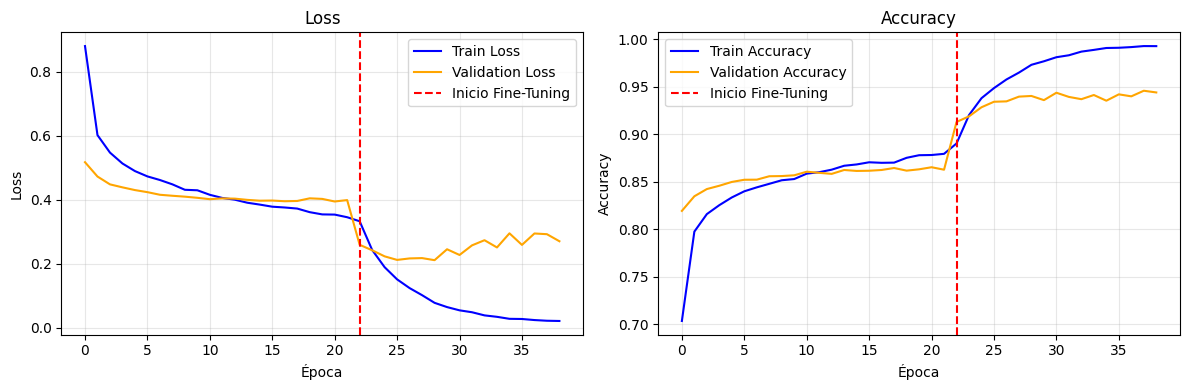 Loss
Train Loss
Validation Loss
Inicio Fine-Tuning
0.8
0.6
0.4
0.2
0.0
Loss
0 5 10 15 20 25 30 35
Época
Accuracy
Train Accuracy
Validation Accuracy
Inicio Fine-Tuning
1.00
0.95
0.90
0.85
0.80
0.75
0.70
Accuracy
0 5 10 15 20 25 30 35
Época